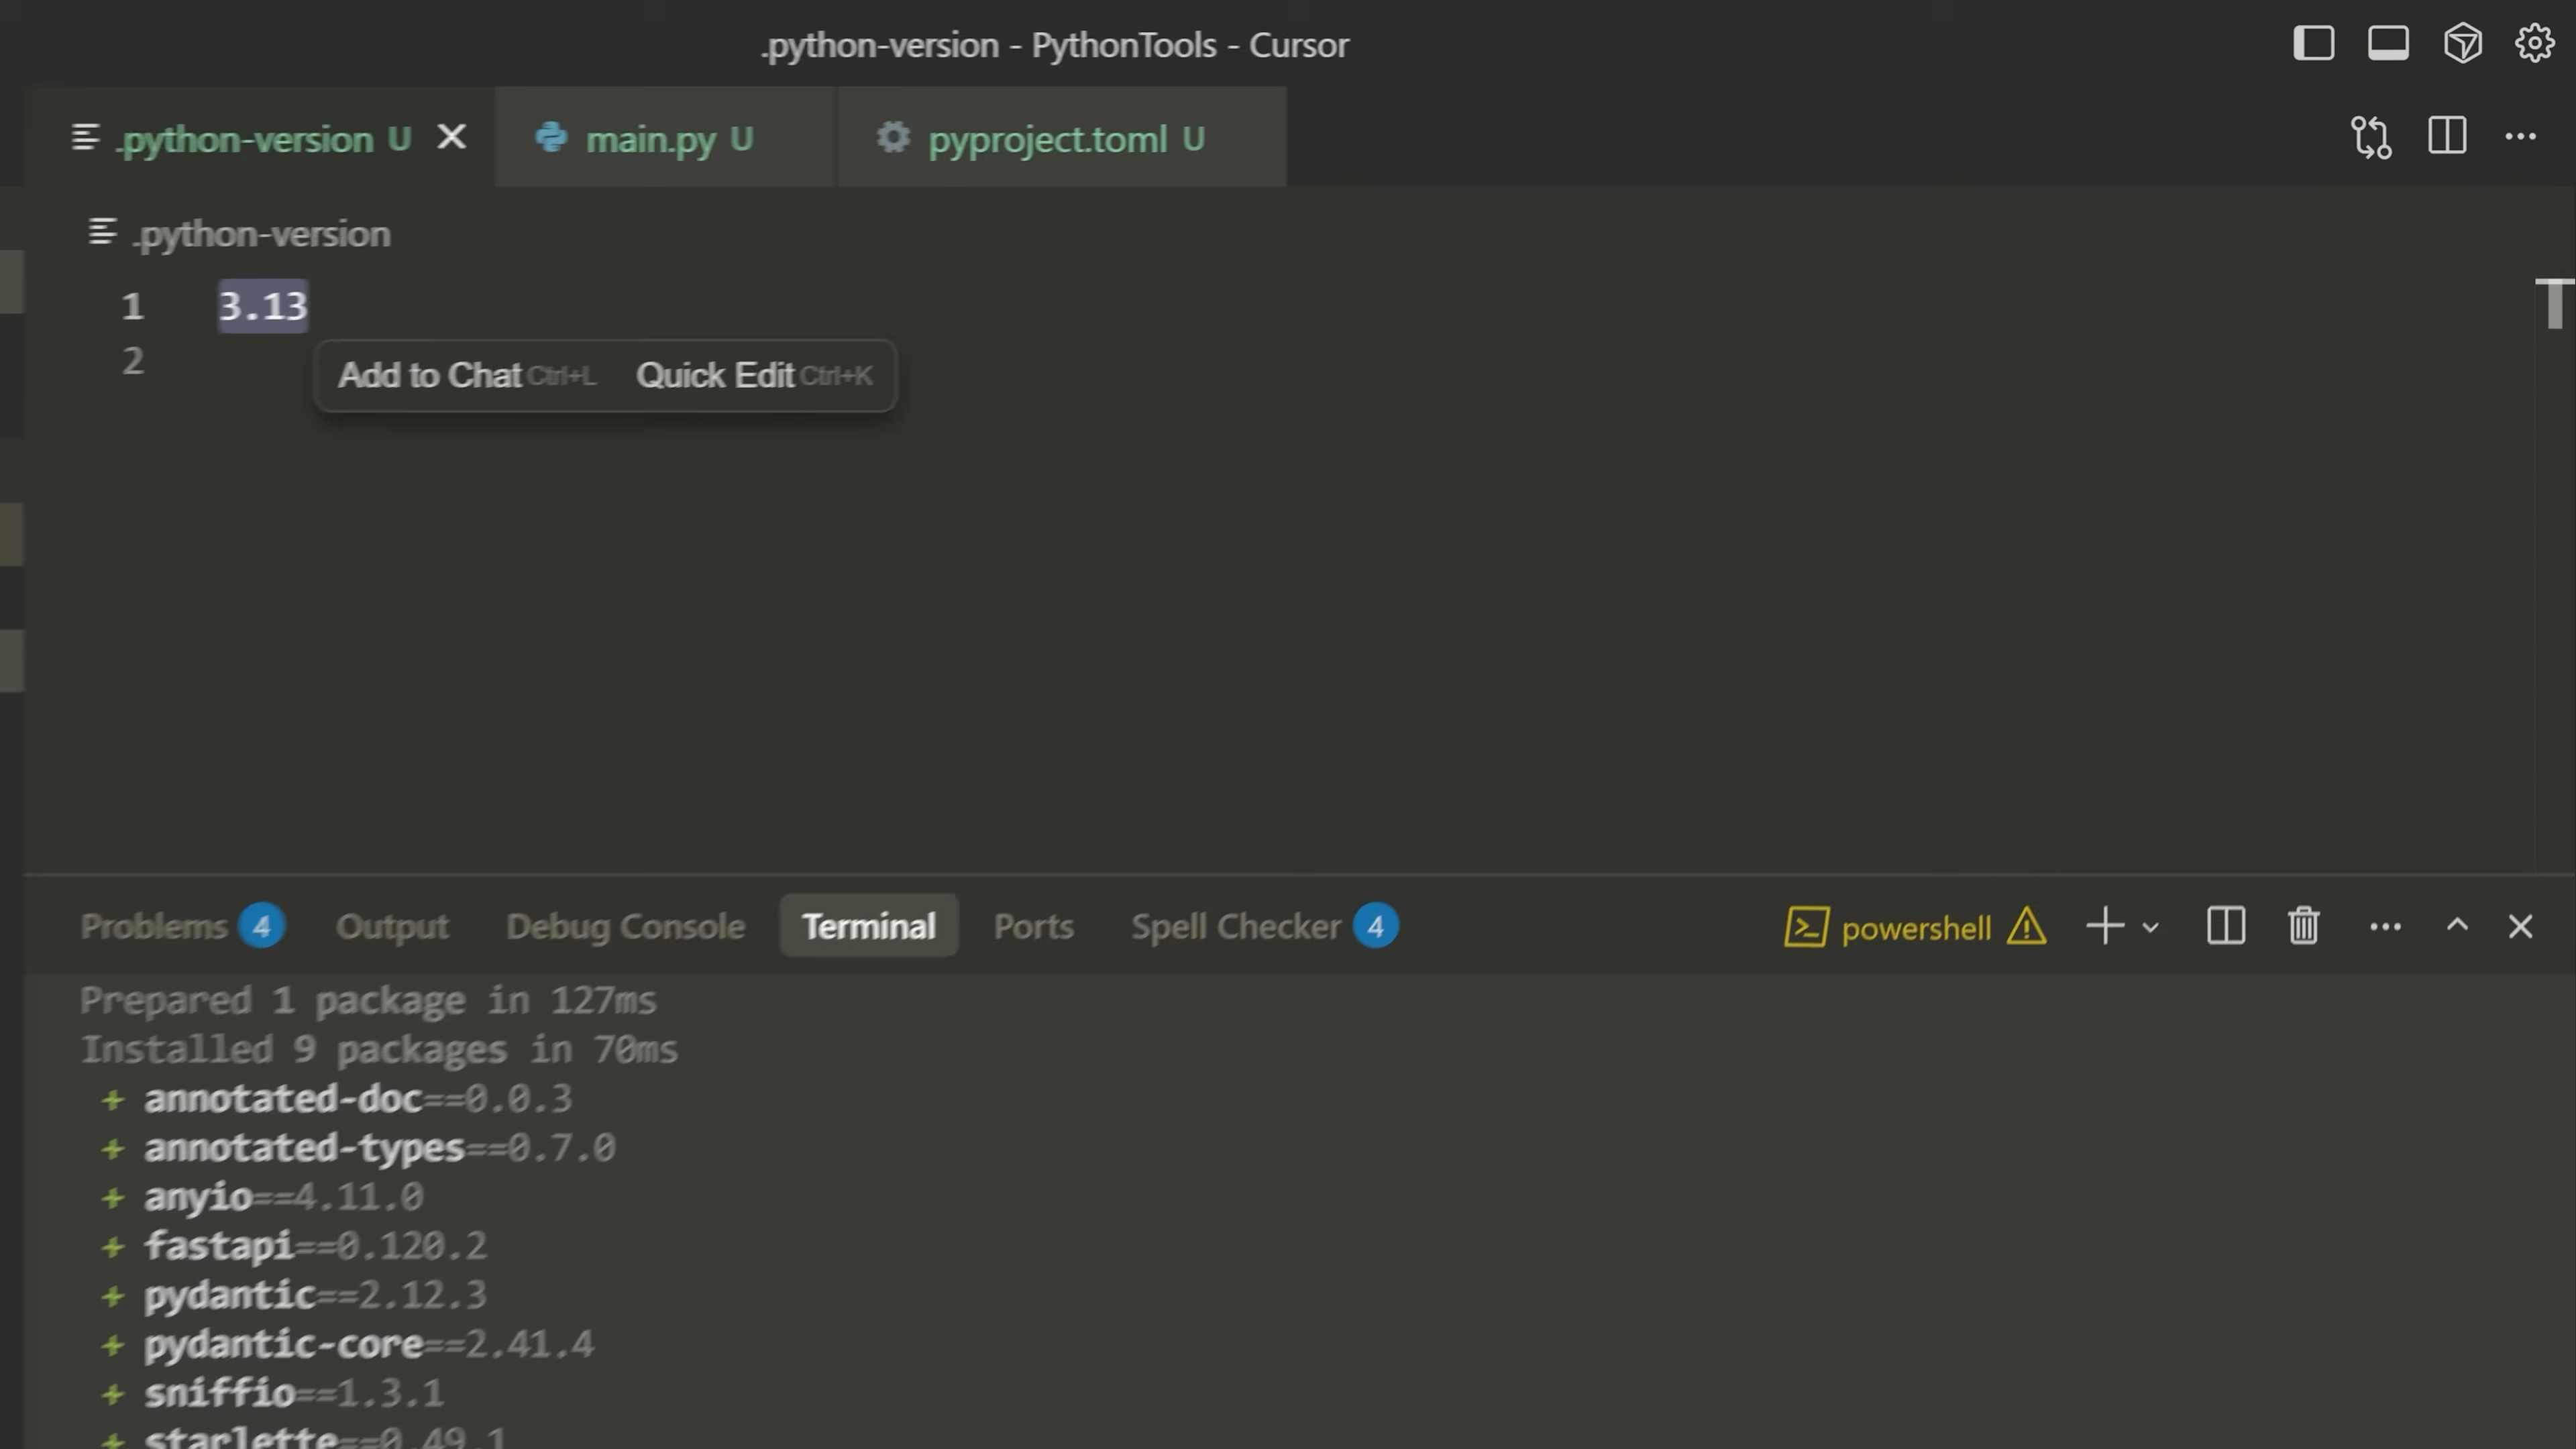 .python-version - PythonTools - Cursor
.python-version U
main.py U
pyproject.toml U
.python-version
1 3.13
2
Add to Chat Ctrl+L Quick Edit Ctrl+K
Problems 4 Output Debug Console Terminal Ports Spell Checker 4 powershell
Prepared 1 package in 127ms
Installed 9 packages in 70ms
+ annotated-doc==0.0.3
+ annotated-types==0.7.0
+ anyio==4.11.0
+ fastapi==0.120.2
+ pydantic==2.12.3
+ pydantic-core==2.41.4
+ sniffio==1.3.1
+ starlette==0.49.1